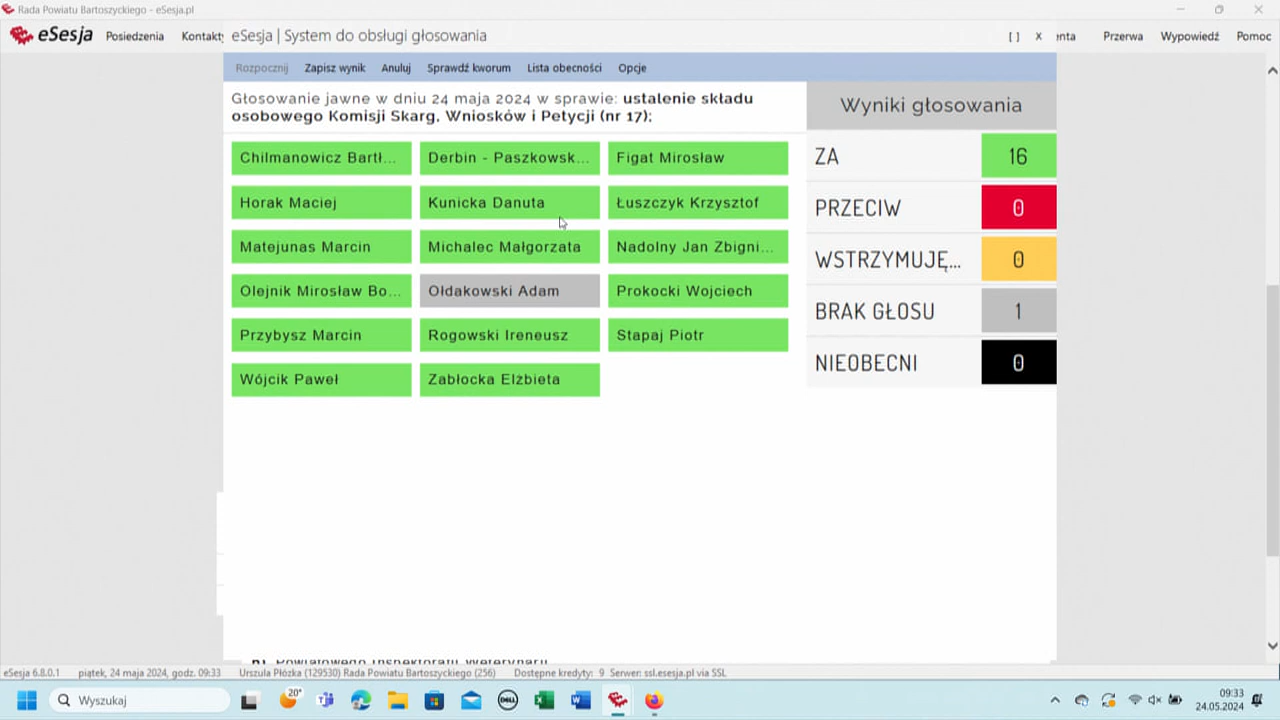 Rada Powiatu Bartoszyckiego - eSesja.pl
eSesja Posiedzenia Kontakty eSesja | System do obsługi głosowania [ ] X enta Przerwa Wypowiedź Pomoc
Rozpocznij Zapisz wynik Anuluj Sprawdź kworum Lista obecności Opcje
Głosowanie jawne w dniu 24 maja 2024 w sprawie: ustalenie składu
osobowego Komisji Skarg, Wniosków i Petycji (nr 17);
Wyniki głosowania
Chilmanowicz Bartł... Derbin - Paszkowsk... Figat Mirosław
Horak Maciej Kunicka Danuta Łuszczyk Krzysztof
Matejunas Marcin Michalec Małgorzata Nadolny Jan Zbigni...
Olejnik Mirosław Bo... Ołdakowski Adam Prokocki Wojciech
Przybysz Marcin Rogowski Ireneusz Stapaj Piotr
Wójcik Paweł Zabłocka Elżbieta
ZA 16
PRZECIW 0
WSTRZYMUJĘ... 0
BRAK GŁOSU 1
NIEOBECNI 0
h) Powiatowego Inspektoratu Weterynarii
eSesja 6.8.0.1 piątek, 24 maja 2024, godz. 09:33 Urszula Płózka (129530) Rada Powiatu Bartoszyckiego (256) Dostępne kredyty: 9 Serwer: ssl.esesja.pl via SSL
Wyszukaj 20° DELL 09:33
24.05.2024